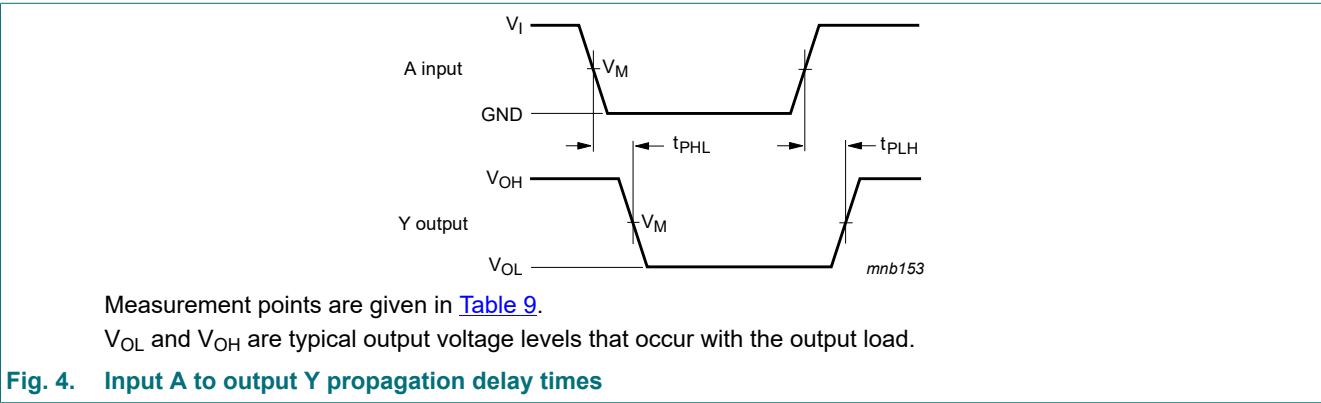 V_I
A input
V_M
GND
t_PHL
t_PLH
V_OH
Y output
V_M
V_OL
mnb153
Measurement points are given in Table 9.
V_OL and V_OH are typical output voltage levels that occur with the output load.
Fig. 4. Input A to output Y propagation delay times